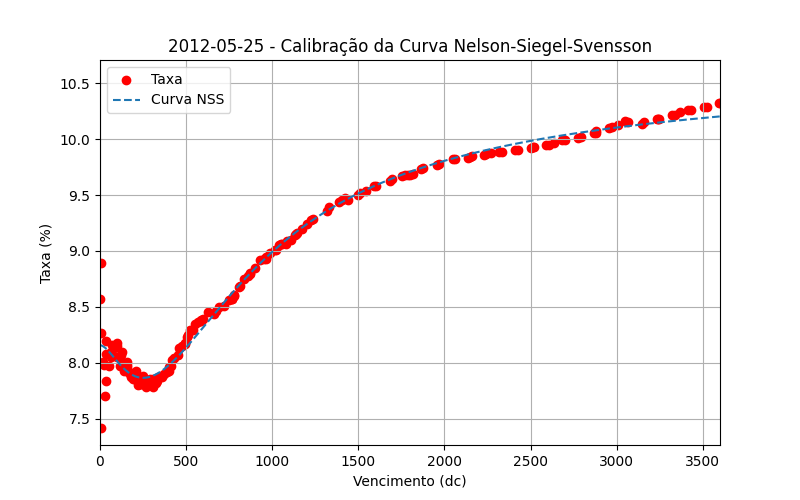 2012-05-25 - Calibração da Curva Nelson-Siegel-Svensson
Taxa
Curva NSS
Taxa (%)
10.5
10.0
9.5
9.0
8.5
8.0
7.5
0 500 1000 1500 2000 2500 3000 3500
Vencimento (dc)